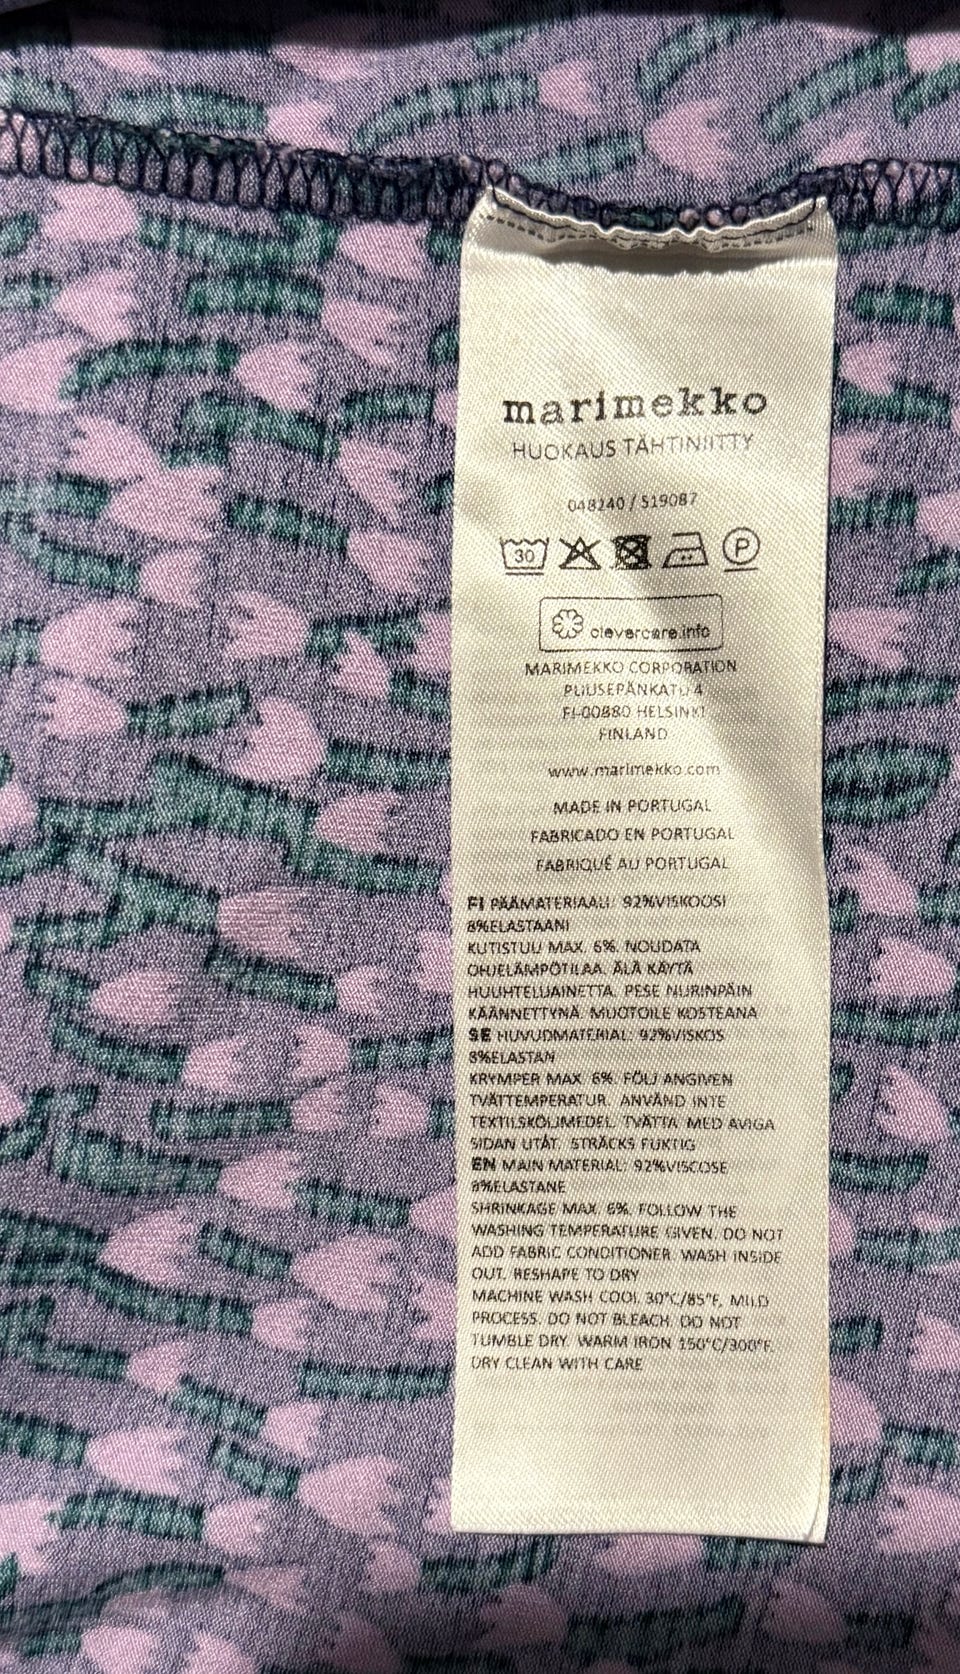 marimekko
HUOKAUS TÄHTINIITTY
048240 / 519087
30 P
clevercare.info
MARIMEKKO CORPORATION
PUUSEPÄNKATU 4
FI-00880 HELSINKI
FINLAND
www.marimekko.com
MADE IN PORTUGAL
FABRICADO EN PORTUGAL
FABRIQUÉ AU PORTUGAL
FI PÄÄMATERIAALI: 92%VISKOOSI
8%ELASTAANI
KUTISTUU MAX. 6%. NOUDATA
OHJELÄMPÖTILAA. ÄLÄ KÄYTÄ
HUUHTELUAINETTA. PESE NURINPÄIN
KÄÄNNETTYNÄ. MUOTOILE KOSTEANA
SE HUVUDMATERIAL: 92%VISKOS
8%ELASTAN
KRYMPER MAX. 6%. FÖLJ ANGIVEN
TVÄTTEMPERATUR. ANVÄND INTE
TEXTILSKÖLJMEDEL. TVÄTTA MED AVIGA
SIDAN UTÅT. STRÄCKS FUKTIG
EN MAIN MATERIAL: 92%VISCOSE
8%ELASTANE
SHRINKAGE MAX. 6%. FOLLOW THE
WASHING TEMPERATURE GIVEN. DO NOT
ADD FABRIC CONDITIONER. WASH INSIDE
OUT. RESHAPE TO DRY
MACHINE WASH COOL 30°C/85°F, MILD
PROCESS. DO NOT BLEACH. DO NOT
TUMBLE DRY. WARM IRON 150°C/300°F.
DRY CLEAN WITH CARE